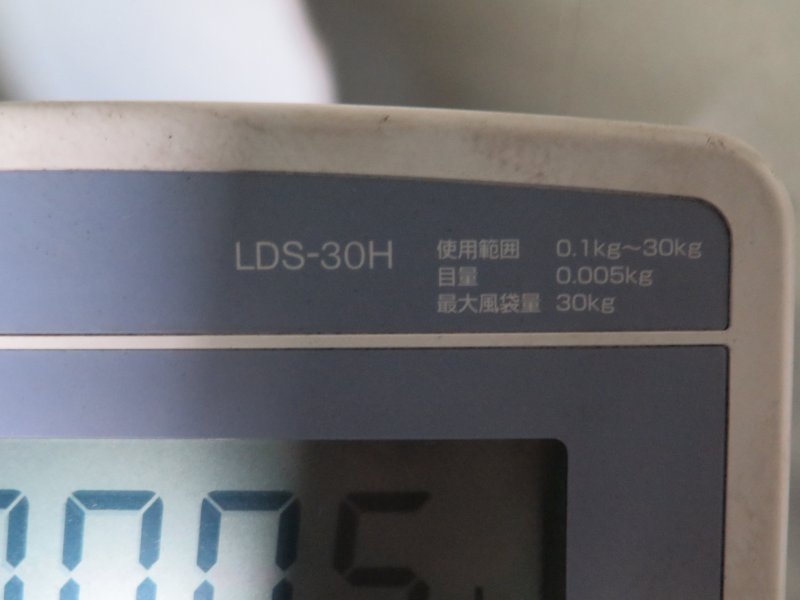 LDS-30H
使用範囲 0.1kg~30kg
目量 0.005kg
最大風袋量 30kg
005